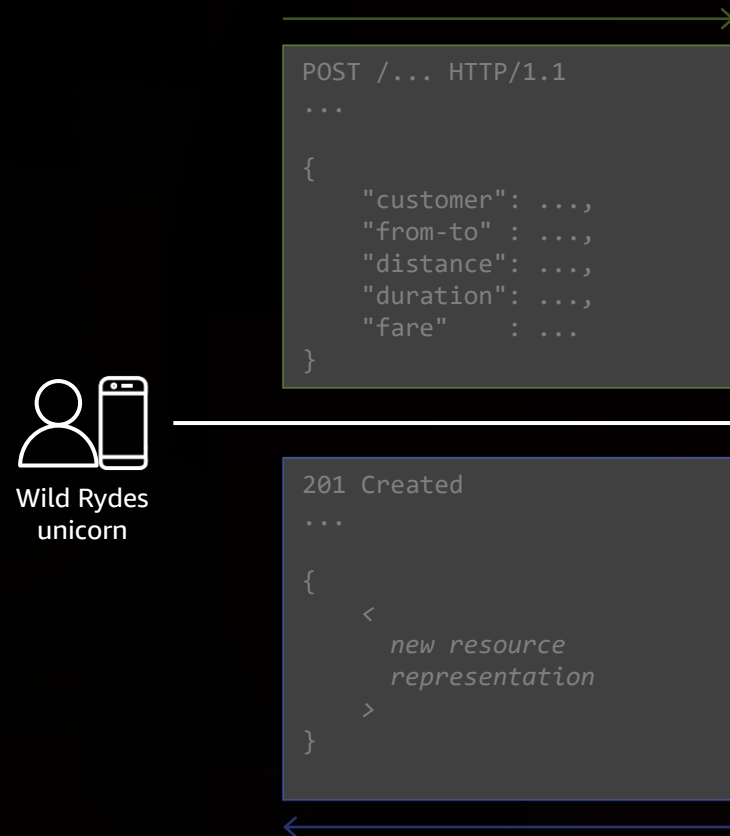 POST /... HTTP/1.1
...
{
"customer": ...,
"from-to" : ...,
"distance": ...,
"duration": ...,
"fare"    : ...
}
Wild Rydes
unicorn
201 Created
...
{
<
new resource
representation
>
}